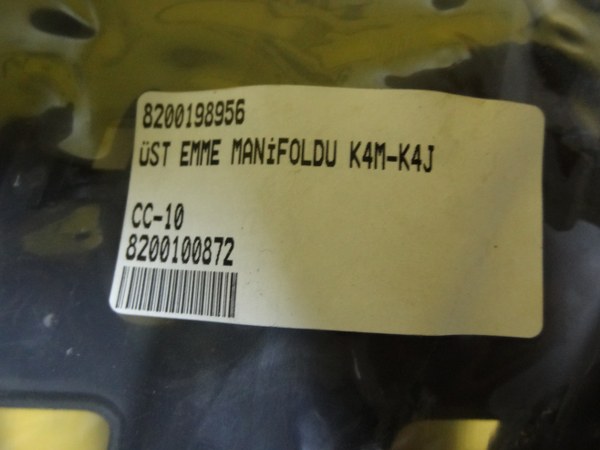 8200198956
ÜST EMME MANİFOLDU K4M-K4J
CC-10
8200100872